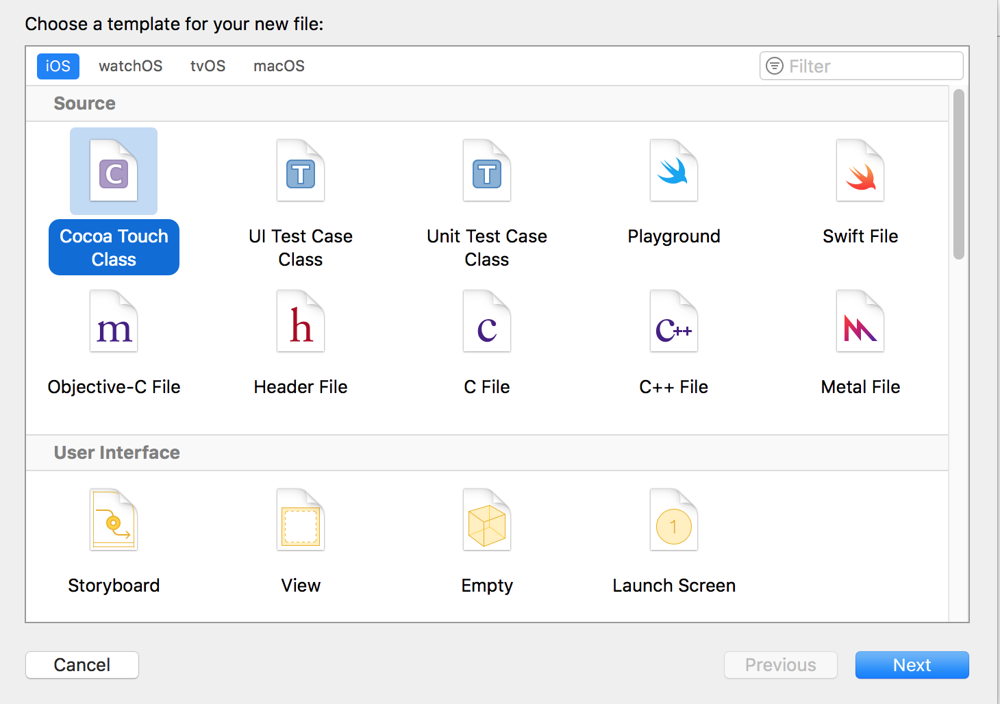 Choose a template for your new file:
iOS watchOS tvOS macOS Filter
Source
C T T
Cocoa Touch Class
UI Test Case Class
Unit Test Case Class
Playground
Swift File
m h c C++
Objective-C File
Header File
C File
C++ File
Metal File
User Interface
1
Storyboard
View
Empty
Launch Screen
Cancel Previous Next